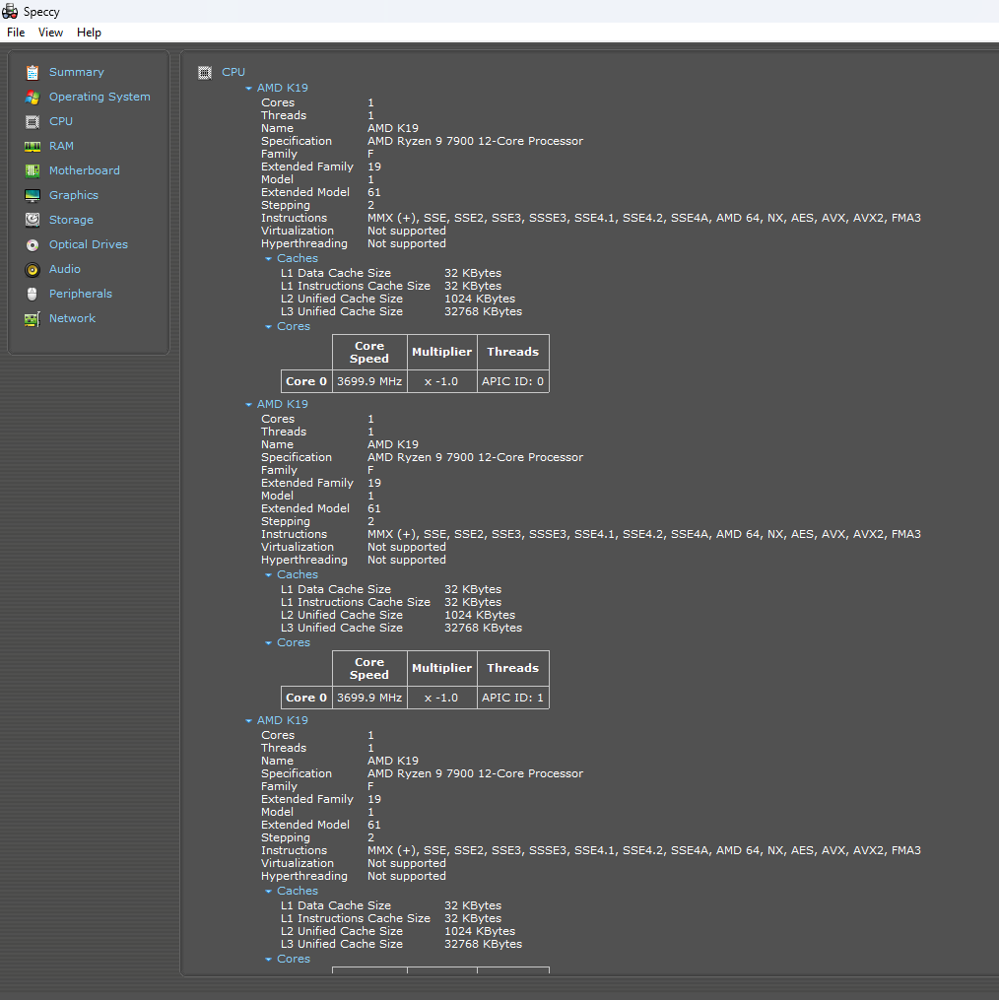 Speccy
File View Help
Summary
Operating System
CPU
RAM
Motherboard
Graphics
Storage
Optical Drives
Audio
Peripherals
Network
CPU
AMD K19
Cores 1
Threads 1
Name AMD K19
Specification AMD Ryzen 9 7900 12-Core Processor
Family F
Extended Family 19
Model 1
Extended Model 61
Stepping 2
Instructions MMX (+), SSE, SSE2, SSE3, SSSE3, SSE4.1, SSE4.2, SSE4A, AMD 64, NX, AES, AVX, AVX2, FMA3
Virtualization Not supported
Hyperthreading Not supported
Caches
L1 Data Cache Size 32 KBytes
L1 Instructions Cache Size 32 KBytes
L2 Unified Cache Size 1024 KBytes
L3 Unified Cache Size 32768 KBytes
Cores
Core Speed Multiplier Threads
Core 0 3699.9 MHz x -1.0 APIC ID: 0
AMD K19
Cores 1
Threads 1
Name AMD K19
Specification AMD Ryzen 9 7900 12-Core Processor
Family F
Extended Family 19
Model 1
Extended Model 61
Stepping 2
Instructions MMX (+), SSE, SSE2, SSE3, SSSE3, SSE4.1, SSE4.2, SSE4A, AMD 64, NX, AES, AVX, AVX2, FMA3
Virtualization Not supported
Hyperthreading Not supported
Caches
L1 Data Cache Size 32 KBytes
L1 Instructions Cache Size 32 KBytes
L2 Unified Cache Size 1024 KBytes
L3 Unified Cache Size 32768 KBytes
Cores
Core Speed Multiplier Threads
Core 0 3699.9 MHz x -1.0 APIC ID: 1
AMD K19
Cores 1
Threads 1
Name AMD K19
Specification AMD Ryzen 9 7900 12-Core Processor
Family F
Extended Family 19
Model 1
Extended Model 61
Stepping 2
Instructions MMX (+), SSE, SSE2, SSE3, SSSE3, SSE4.1, SSE4.2, SSE4A, AMD 64, NX, AES, AVX, AVX2, FMA3
Virtualization Not supported
Hyperthreading Not supported
Caches
L1 Data Cache Size 32 KBytes
L1 Instructions Cache Size 32 KBytes
L2 Unified Cache Size 1024 KBytes
L3 Unified Cache Size 32768 KBytes
Cores